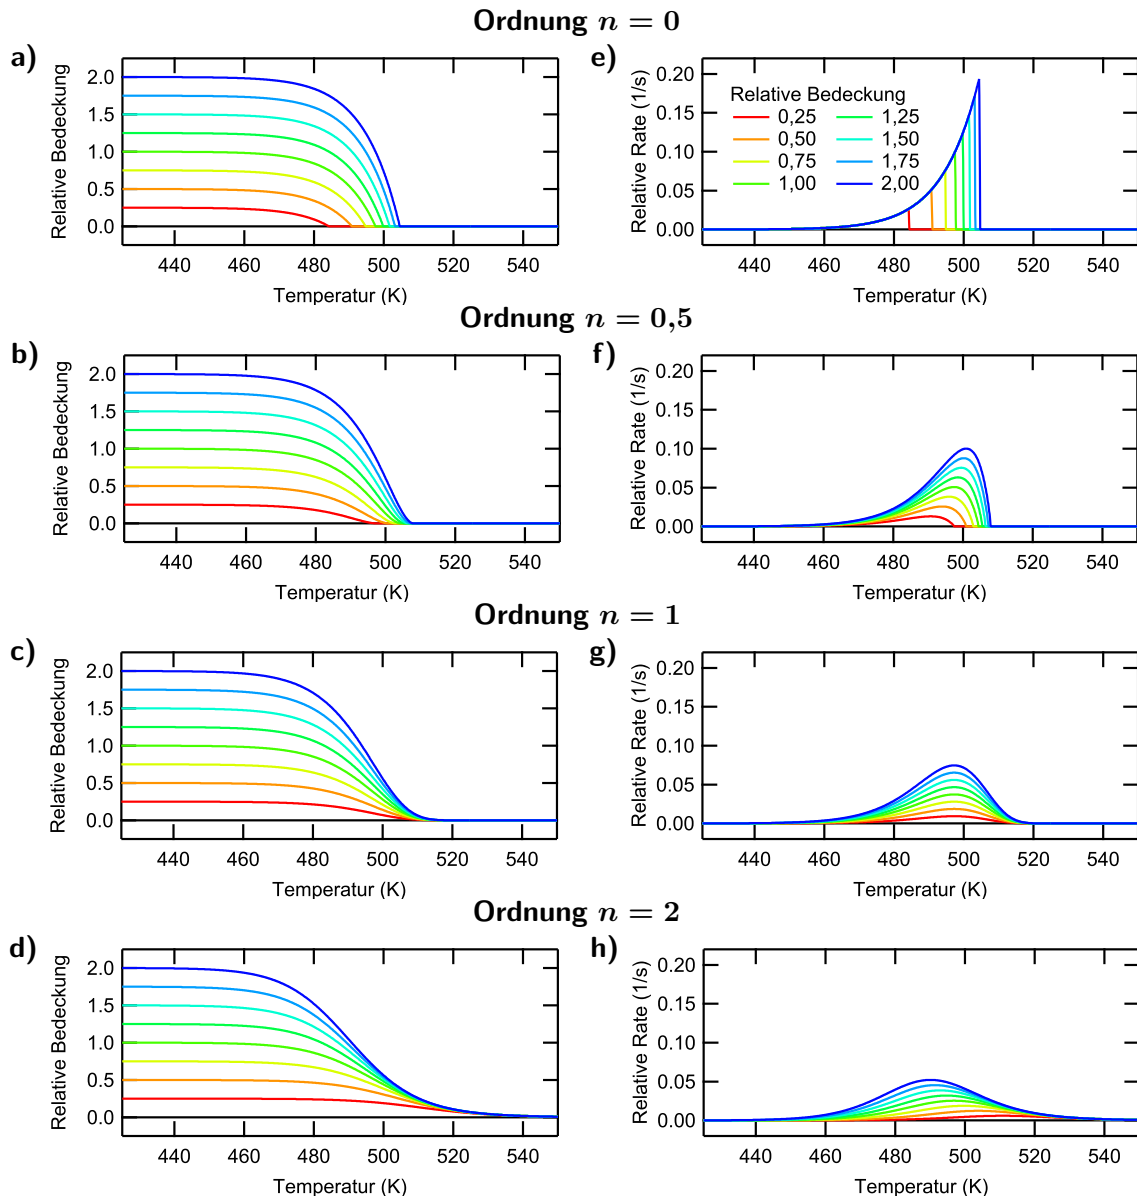 Ordnung n = 0
a)
Relative Bedeckung
2.0
1.5
1.0
0.5
0.0
440 460 480 500 520 540
Temperatur (K)
e)
Relative Rate (1/s)
0.20
0.15
0.10
0.05
0.00
Relative Bedeckung
0,25 1,25
0,50 1,50
0,75 1,75
1,00 2,00
440 460 480 500 520 540
Temperatur (K)
Ordnung n = 0,5
b)
Relative Bedeckung
2.0
1.5
1.0
0.5
0.0
440 460 480 500 520 540
Temperatur (K)
f)
Relative Rate (1/s)
0.20
0.15
0.10
0.05
0.00
440 460 480 500 520 540
Temperatur (K)
Ordnung n = 1
c)
Relative Bedeckung
2.0
1.5
1.0
0.5
0.0
440 460 480 500 520 540
Temperatur (K)
g)
Relative Rate (1/s)
0.20
0.15
0.10
0.05
0.00
440 460 480 500 520 540
Temperatur (K)
Ordnung n = 2
d)
Relative Bedeckung
2.0
1.5
1.0
0.5
0.0
440 460 480 500 520 540
Temperatur (K)
h)
Relative Rate (1/s)
0.20
0.15
0.10
0.05
0.00
440 460 480 500 520 540
Temperatur (K)